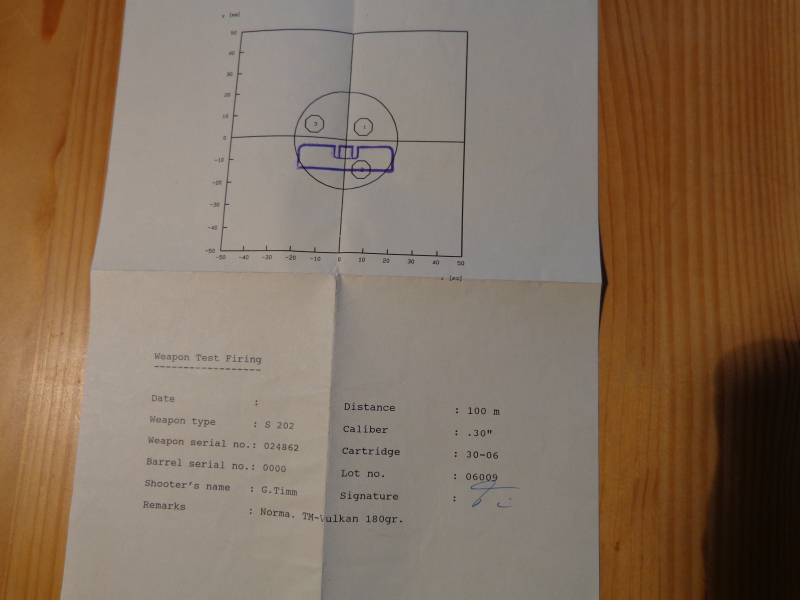 Y [mm]
50
40
30
20
10
0
-10
-20
-30
-40
-50
3
1
-50 -40 -30 -20 -10 0 10 20 30 40 50
Weapon Test Firing
Date :
Weapon type : S 202
Weapon serial no.: 024862
Barrel serial no.: 0000
Shooter's name : G.Timm
Remarks : Norma. TM-Vulkan 180gr.
Distance : 100 m
Caliber : .30"
Cartridge : 30-06
Lot no. : 06009
Signature :